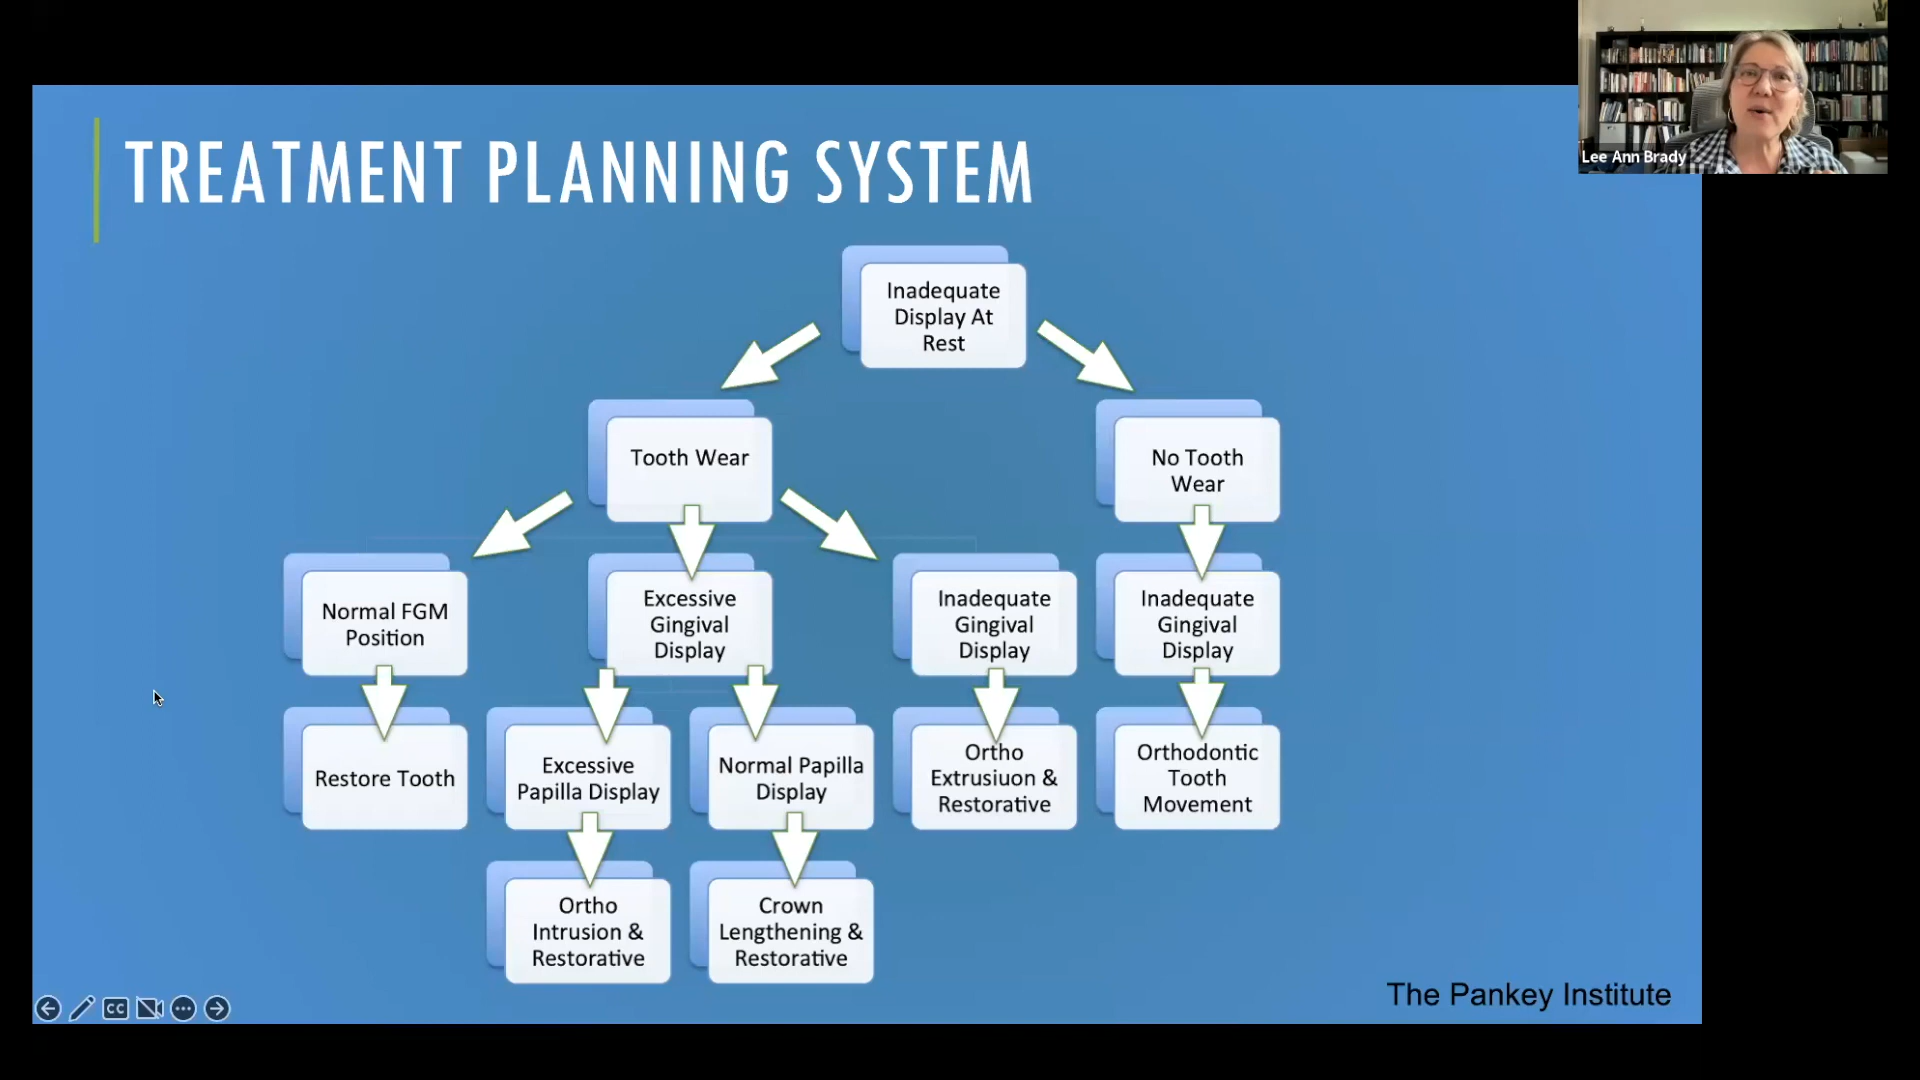 Lee Ann Brady
TREATMENT PLANNING SYSTEM
Inadequate
Display At
Rest
Tooth Wear
No Tooth
Wear
Normal FGM
Position
Excessive
Gingival
Display
Inadequate
Gingival
Display
Inadequate
Gingival
Display
Restore Tooth
Excessive
Papilla Display
Normal Papilla
Display
Ortho
Extrusiuon &
Restorative
Orthodontic
Tooth
Movement
Ortho
Intrusion &
Restorative
Crown
Lengthening &
Restorative
The Pankey Institute
CC